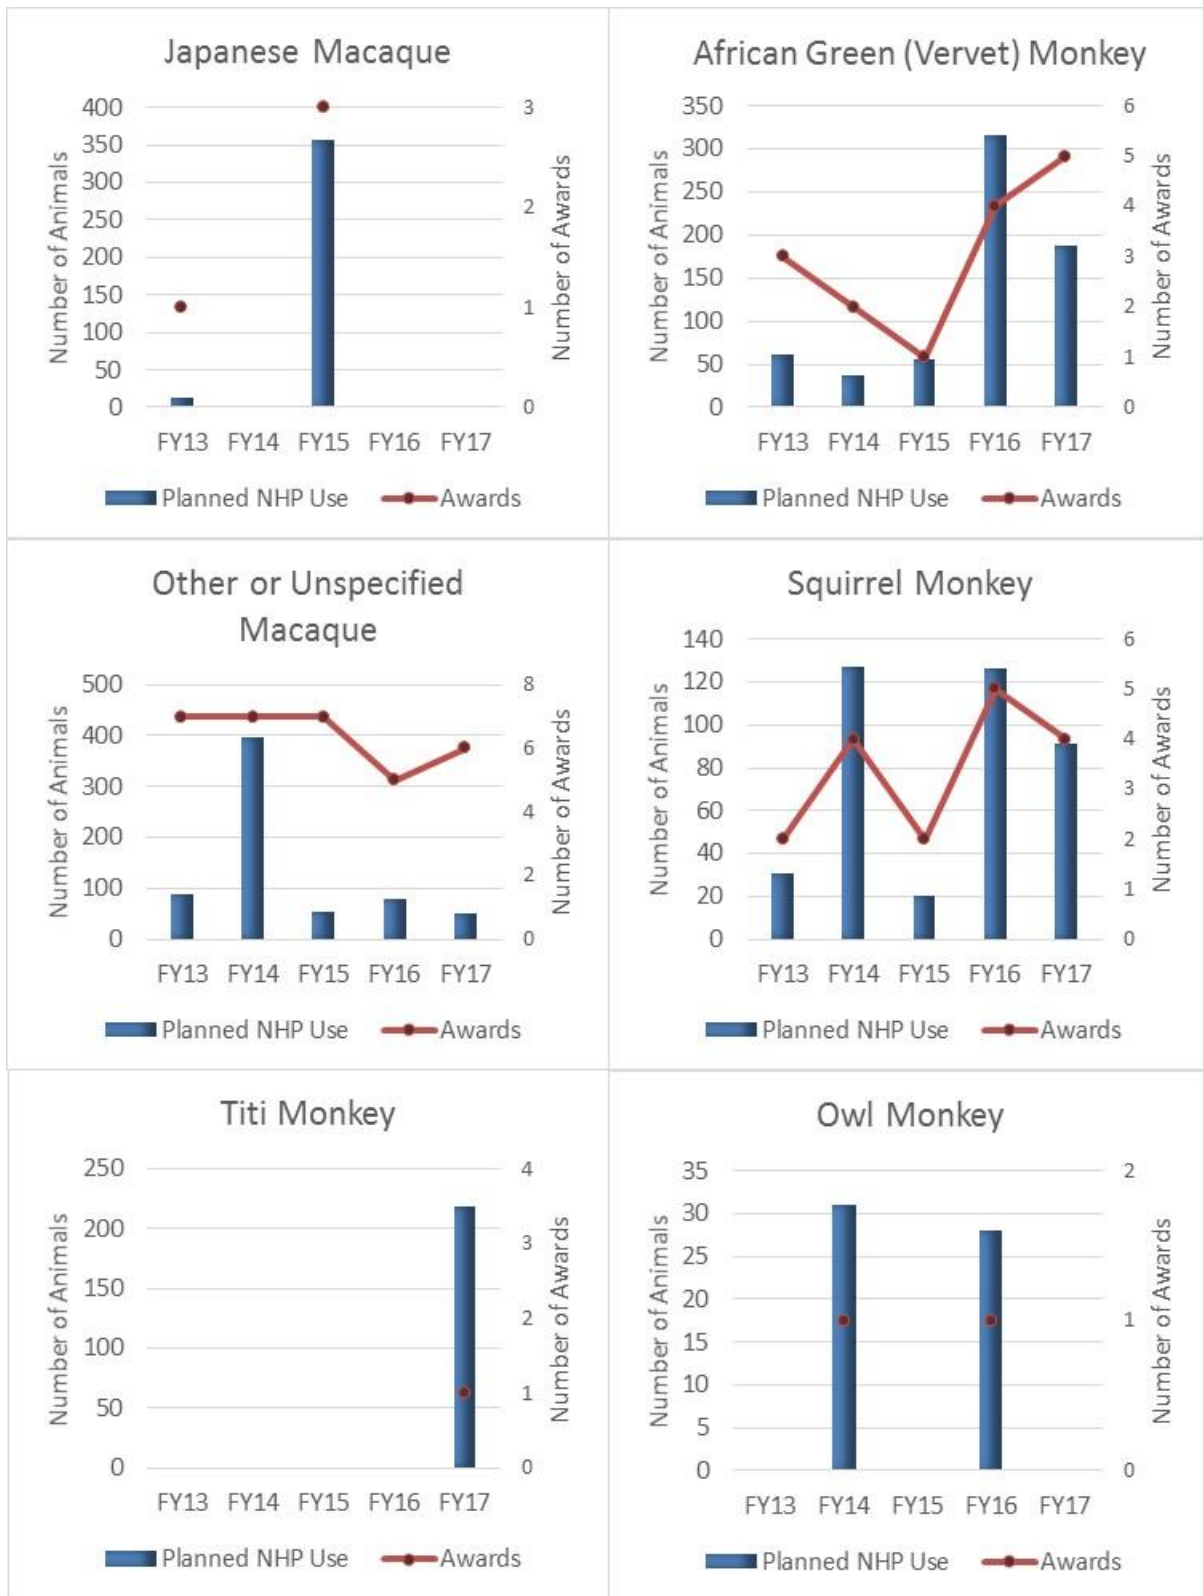 Japanese Macaque
400
350
300
250
200
150
100
50
0
Number of Animals
3
2
1
0
Number of Awards
FY13 FY14 FY15 FY16 FY17
Planned NHP Use Awards
African Green (Vervet) Monkey
350
300
250
200
150
100
50
0
Number of Animals
6
5
4
3
2
1
0
Number of Awards
FY13 FY14 FY15 FY16 FY17
Planned NHP Use Awards
Other or Unspecified
Macaque
500
400
300
200
100
0
Number of Animals
8
6
4
2
0
Number of Awards
FY13 FY14 FY15 FY16 FY17
Planned NHP Use Awards
Squirrel Monkey
140
120
100
80
60
40
20
0
Number of Animals
6
5
4
3
2
1
0
Number of Awards
FY13 FY14 FY15 FY16 FY17
Planned NHP Use Awards
Titi Monkey
250
200
150
100
50
0
Number of Animals
4
3
2
1
0
Number of Awards
FY13 FY14 FY15 FY16 FY17
Planned NHP Use Awards
Owl Monkey
35
30
25
20
15
10
5
0
Number of Animals
2
1
0
Number of Awards
FY13 FY14 FY15 FY16 FY17
Planned NHP Use Awards